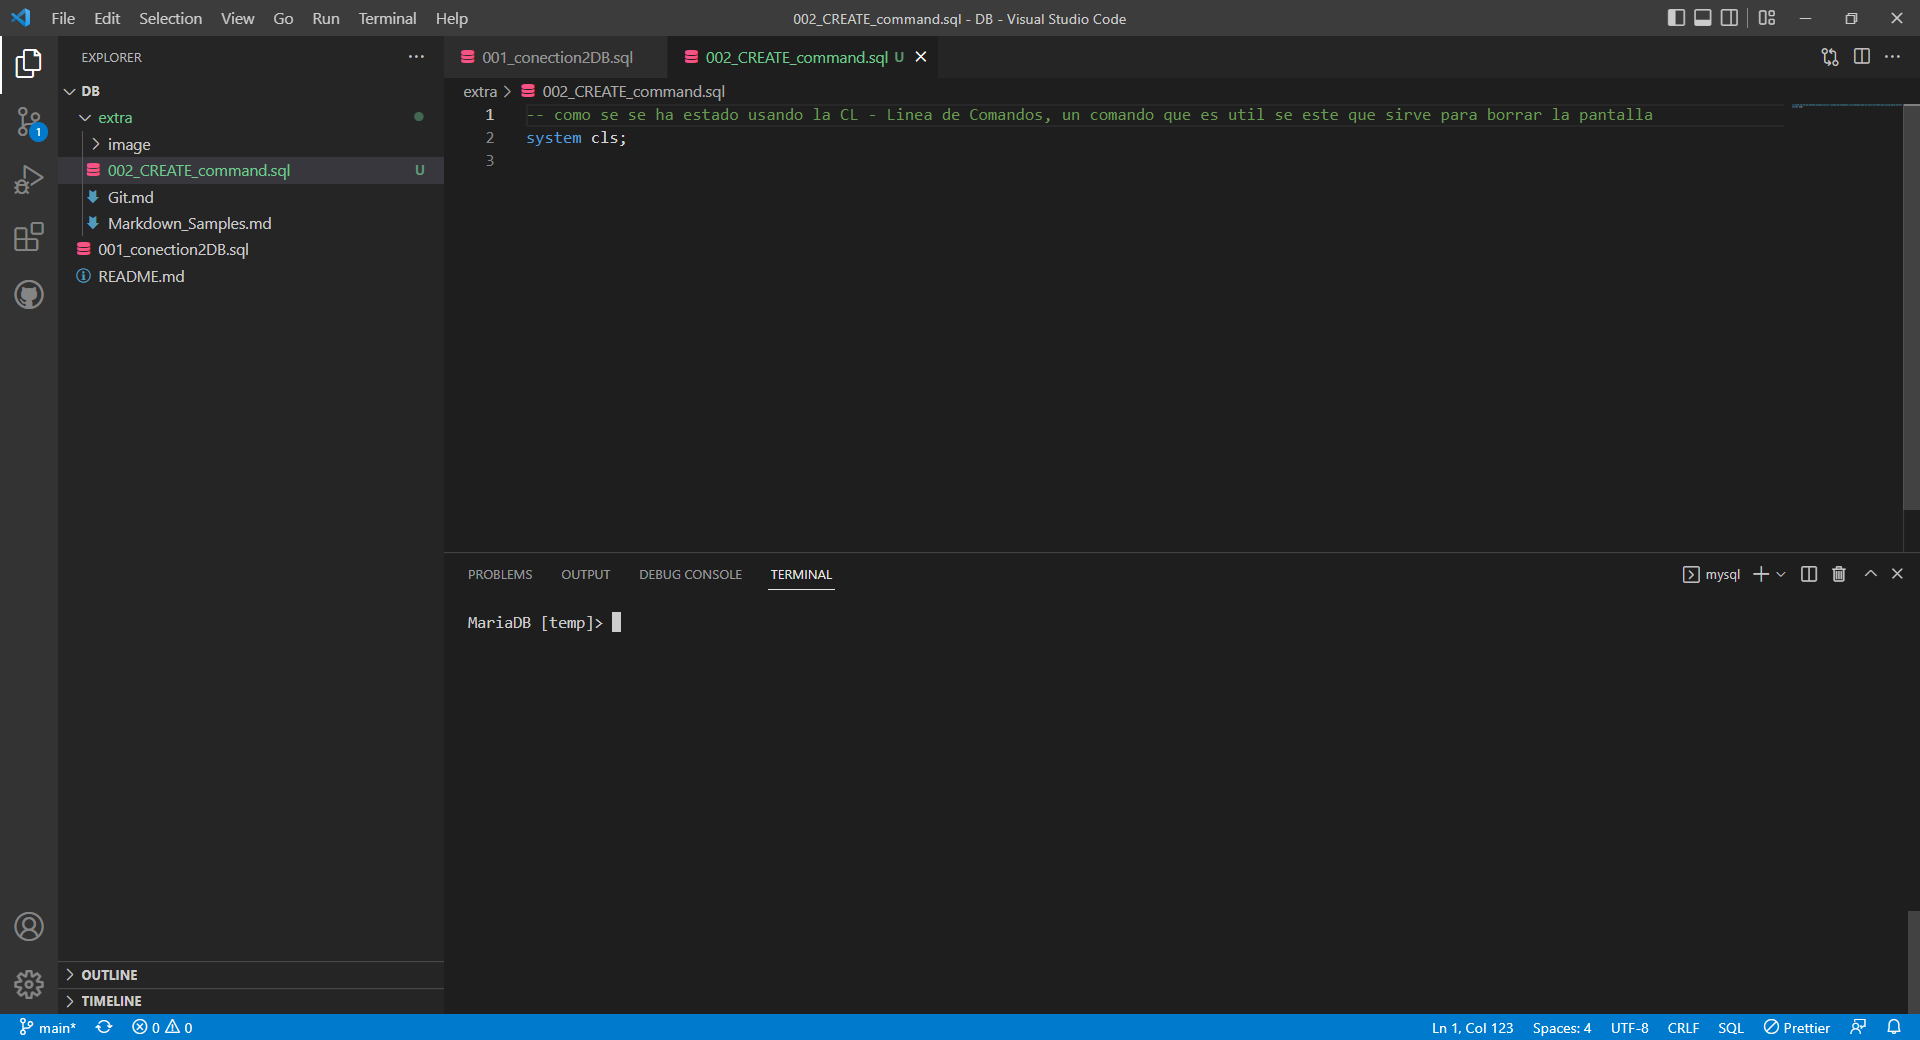 File Edit Selection View Go Run Terminal Help
002_CREATE_command.sql - DB - Visual Studio Code
EXPLORER
DB
extra
image
002_CREATE_command.sql U
Git.md
Markdown_Samples.md
001_conection2DB.sql
README.md
OUTLINE
TIMELINE
1
001_conection2DB.sql
002_CREATE_command.sql U
extra > 002_CREATE_command.sql
1 -- como se se ha estado usando la CL - Linea de Comandos, un comando que es util se este que sirve para borrar la pantalla
2 system cls;
3
PROBLEMS OUTPUT DEBUG CONSOLE TERMINAL
mysql
MariaDB [temp]>
main* 0 0
Ln 1, Col 123 Spaces: 4 UTF-8 CRLF SQL Prettier